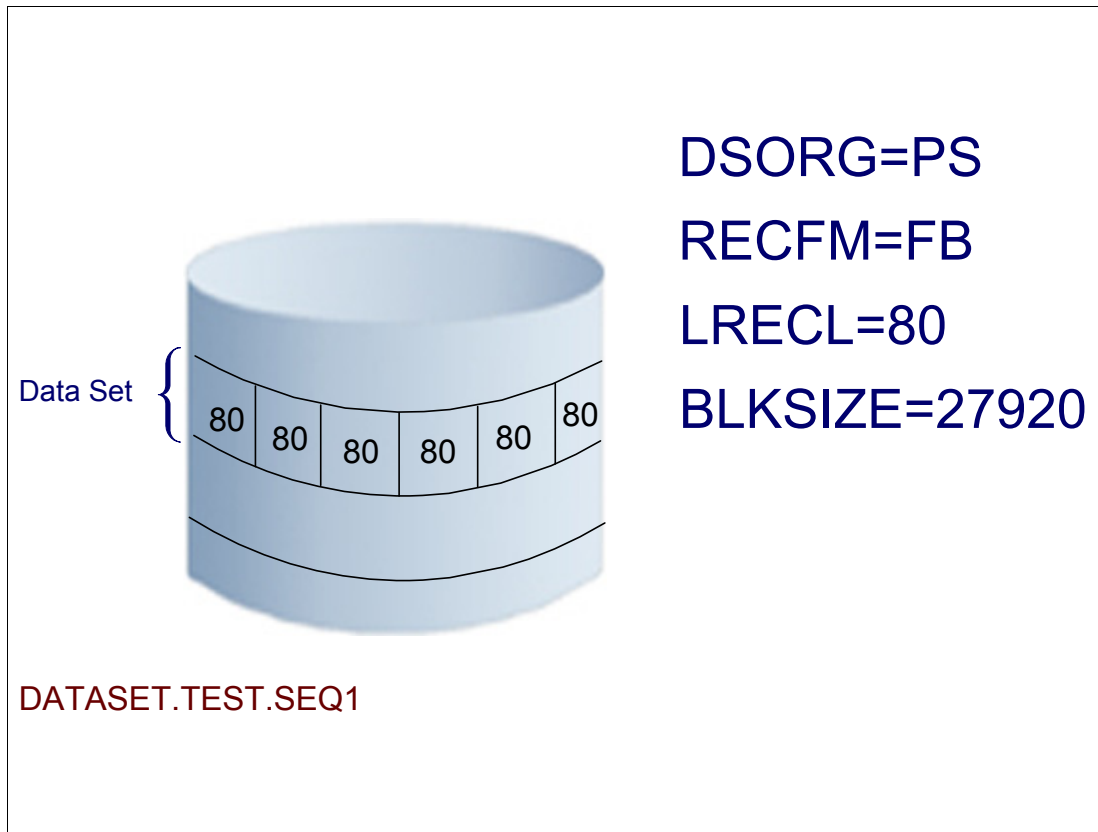 DSORG=PS
RECFM=FB
LRECL=80
BLKSIZE=27920
Data Set
80 80 80 80 80 80
DATASET.TEST.SEQ1